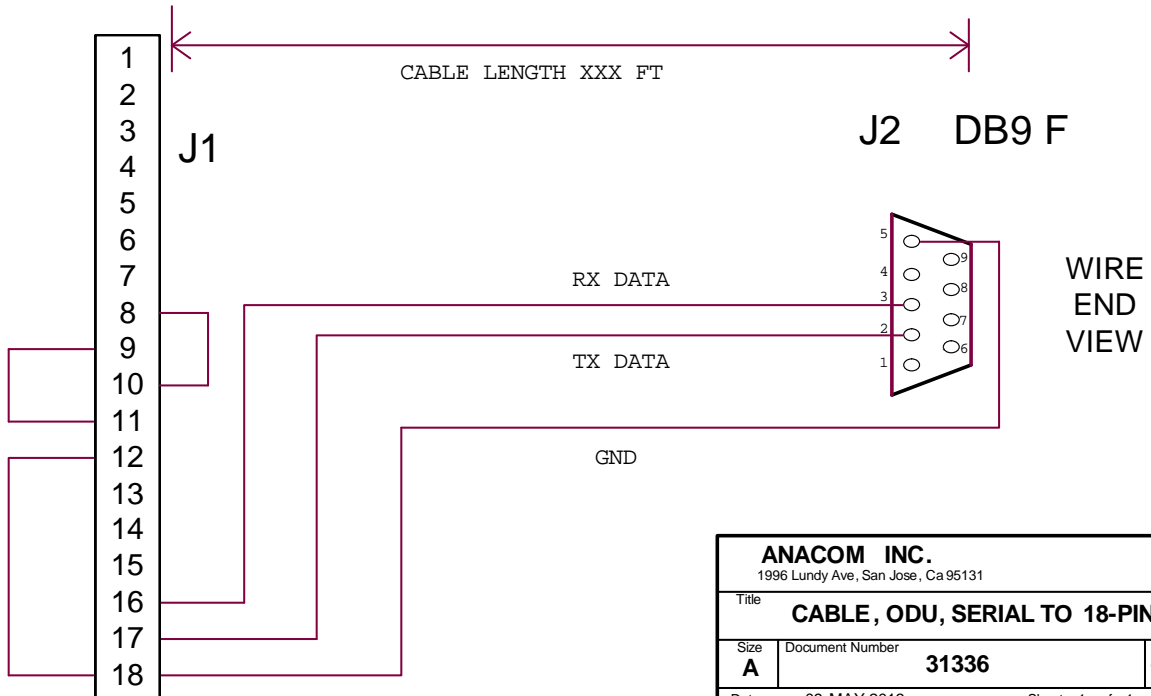 CABLE LENGTH XXX FT
J1
J2 DB9 F
1
2
3
4
5
6
7
8
9
10
11
12
13
14
15
16
17
18
RX DATA
TX DATA
GND
5
4
3
2
1
9
8
7
6
WIRE
END
VIEW
ANACOM INC.
1996 Lundy Ave, San Jose, Ca 95131
Title
CABLE, ODU, SERIAL TO 18-PIN
Size
A
Document Number
31336